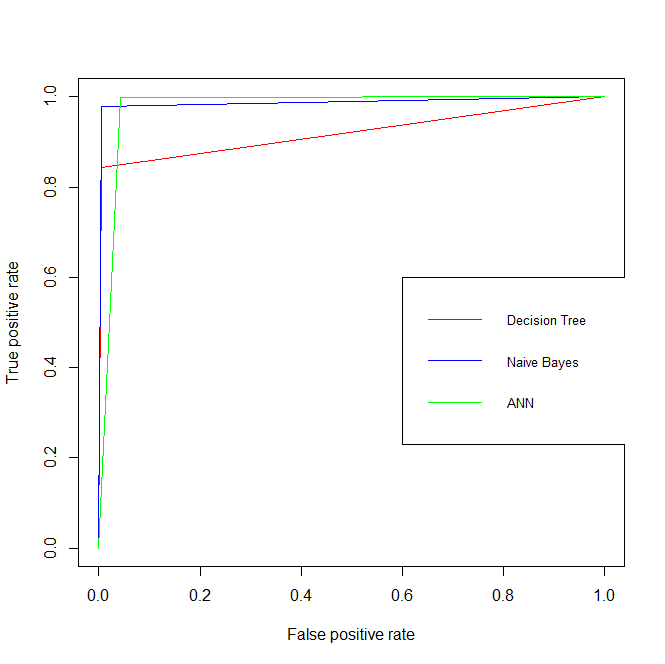 True positive rate
1.0
0.8
0.6
0.4
0.2
0.0
Decision Tree
Naive Bayes
ANN
0.0 0.2 0.4 0.6 0.8 1.0
False positive rate